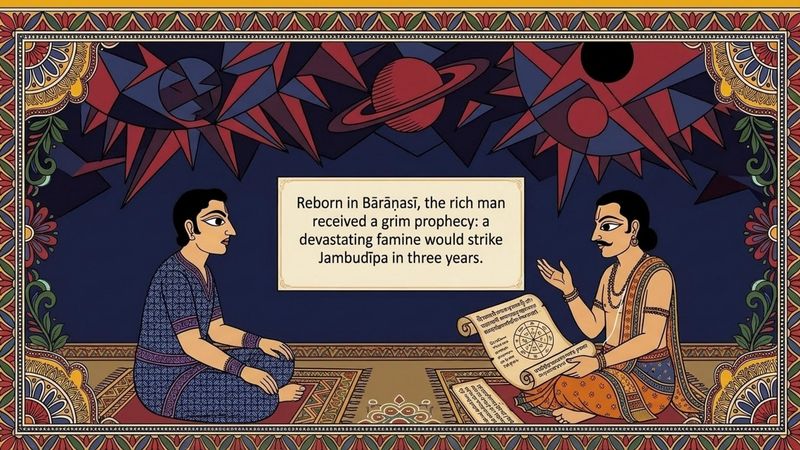 Reborn in Bārāṇasī, the rich man
received a grim prophecy: a
devastating famine would strike
Jambudīpa in three years.